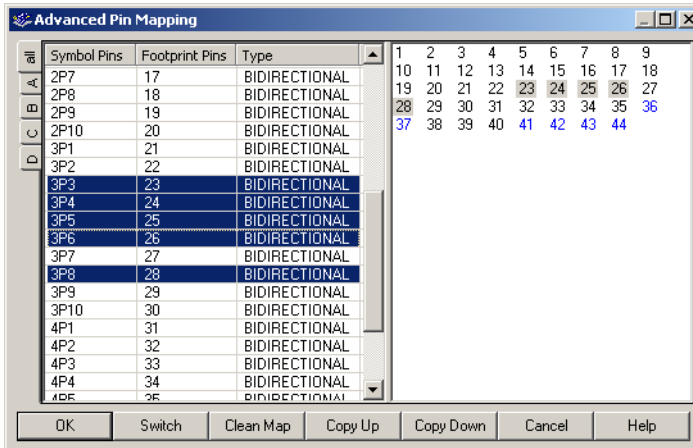 Advanced Pin Mapping
all
A
B
C
D
Symbol Pins Footprint Pins Type
2P7 17 BIDIRECTIONAL
2P8 18 BIDIRECTIONAL
2P9 19 BIDIRECTIONAL
2P10 20 BIDIRECTIONAL
3P1 21 BIDIRECTIONAL
3P2 22 BIDIRECTIONAL
3P3 23 BIDIRECTIONAL
3P4 24 BIDIRECTIONAL
3P5 25 BIDIRECTIONAL
3P6 26 BIDIRECTIONAL
3P7 27 BIDIRECTIONAL
3P8 28 BIDIRECTIONAL
3P9 29 BIDIRECTIONAL
3P10 30 BIDIRECTIONAL
4P1 31 BIDIRECTIONAL
4P2 32 BIDIRECTIONAL
4P3 33 BIDIRECTIONAL
4P4 34 BIDIRECTIONAL
4P5 35 BIDIRECTIONAL
1 2 3 4 5 6 7 8 9
10 11 12 13 14 15 16 17 18
19 20 21 22 23 24 25 26 27
28 29 30 31 32 33 34 35 36
37 38 39 40 41 42 43 44
OK Switch Clean Map Copy Up Copy Down Cancel Help